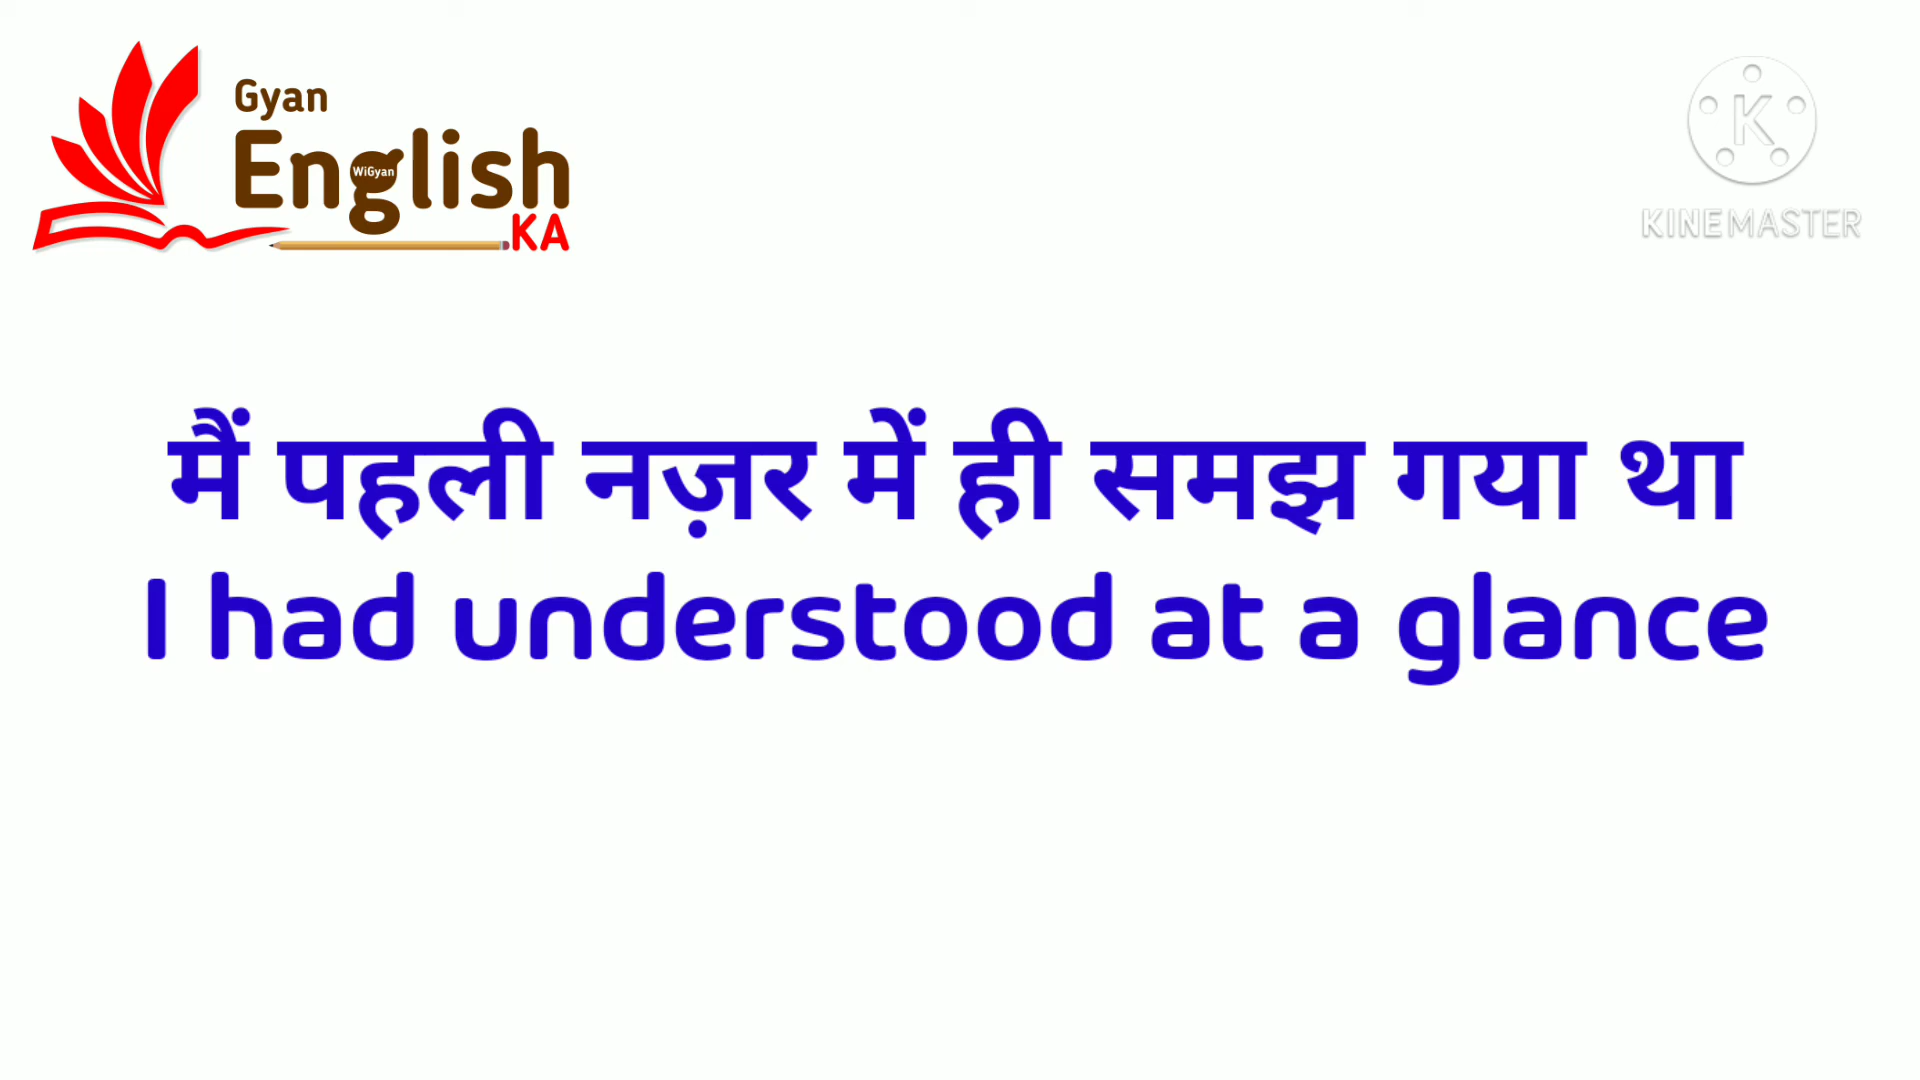 Gyan
English
WiGyan
KA
K
KINEMASTER
मैं पहली नज़र में ही समझ गया था
I had understood at a glance